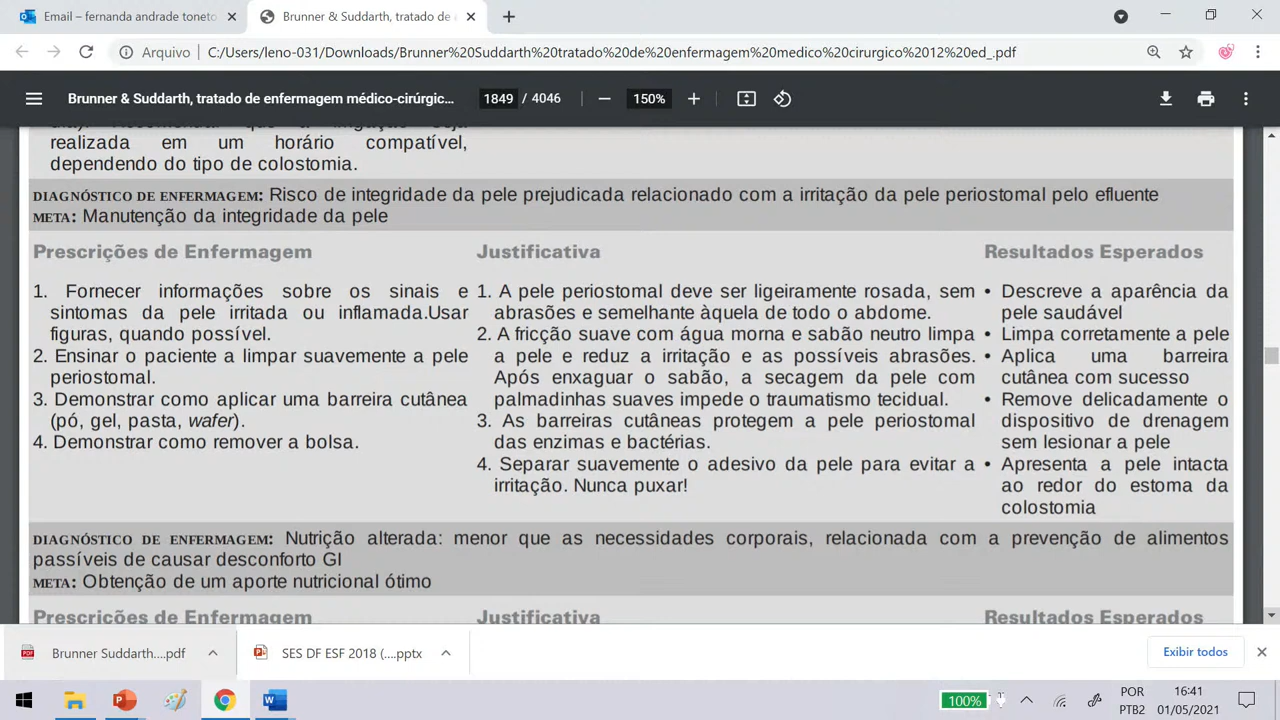 Email – fernanda andrade toneto
Brunner & Suddarth, tratado de e
Arquivo
C:/Users/leno-031/Downloads/Brunner%20Suddarth%20tratado%20de%20enfermagem%20medico%20cirurgico%2012%20ed_.pdf
Brunner & Suddarth, tratado de enfermagem médico-cirúrgic...
1849 / 4046
150%
realizada em um horário compatível,
dependendo do tipo de colostomia.
DIAGNÓSTICO DE ENFERMAGEM: Risco de integridade da pele prejudicada relacionado com a irritação da pele periostomal pelo efluente
META: Manutenção da integridade da pele
Prescrições de Enfermagem
1. Fornecer informações sobre os sinais e
sintomas da pele irritada ou inflamada.Usar
figuras, quando possível.
2. Ensinar o paciente a limpar suavemente a pele
periostomal.
3. Demonstrar como aplicar uma barreira cutânea
(pó, gel, pasta, wafer).
4. Demonstrar como remover a bolsa.
Justificativa
1. A pele periostomal deve ser ligeiramente rosada, sem
abrasões e semelhante àquela de todo o abdome.
2. A fricção suave com água morna e sabão neutro limpa
a pele e reduz a irritação e as possíveis abrasões.
Após enxaguar o sabão, a secagem da pele com
palmadinhas suaves impede o traumatismo tecidual.
3. As barreiras cutâneas protegem a pele periostomal
das enzimas e bactérias.
4. Separar suavemente o adesivo da pele para evitar a
irritação. Nunca puxar!
Resultados Esperados
• Descreve a aparência da
pele saudável
• Limpa corretamente a pele
• Aplica uma barreira
cutânea com sucesso
• Remove delicadamente o
dispositivo de drenagem
sem lesionar a pele
• Apresenta a pele intacta
ao redor do estoma da
colostomia
DIAGNÓSTICO DE ENFERMAGEM: Nutrição alterada: menor que as necessidades corporais, relacionada com a prevenção de alimentos
passíveis de causar desconforto GI
META: Obtenção de um aporte nutricional ótimo
Prescrições de Enfermagem
Justificativa
Resultados Esperados
Brunner Suddarth....pdf
SES DF ESF 2018 (....pptx
Exibir todos
100%
POR
PTB2
16:41
01/05/2021